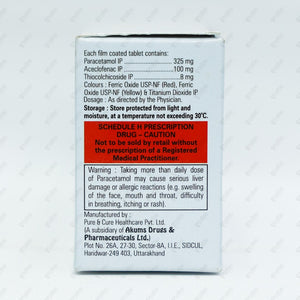 Each film coated tablet contains:
Paracetamol IP 325 mg
Aceclofenac IP 100 mg
Thiocolchicoside IP 8 mg
Colours : Ferric Oxide USP-NF (Red), Ferric
Oxide USP-NF (Yellow) & Titanium Dioxide IP
Dosage : As directed by the Physician.
Storage : Store protected from light and
moisture, at a temperature not exceeding 30°C.
SCHEDULE H PRESCRIPTION
DRUG – CAUTION
Not to be sold by retail without
the prescription of a Registered
Medical Practitioner.
Warning : Taking more than daily dose
of Paracetamol may cause serious liver
damage or allergic reactions (e.g. swelling
of the face, mouth and throat, difficulty
in breathing, itching or rash).
Manufactured by :
Pure & Cure Healthcare Pvt. Ltd.
(A subsidiary of Akums Drugs &
Pharmaceuticals Ltd.)
Plot No. 26A, 27-30, Sector-8A, I.I.E., SIDCUL,
Haridwar-249 403, Uttarakhand